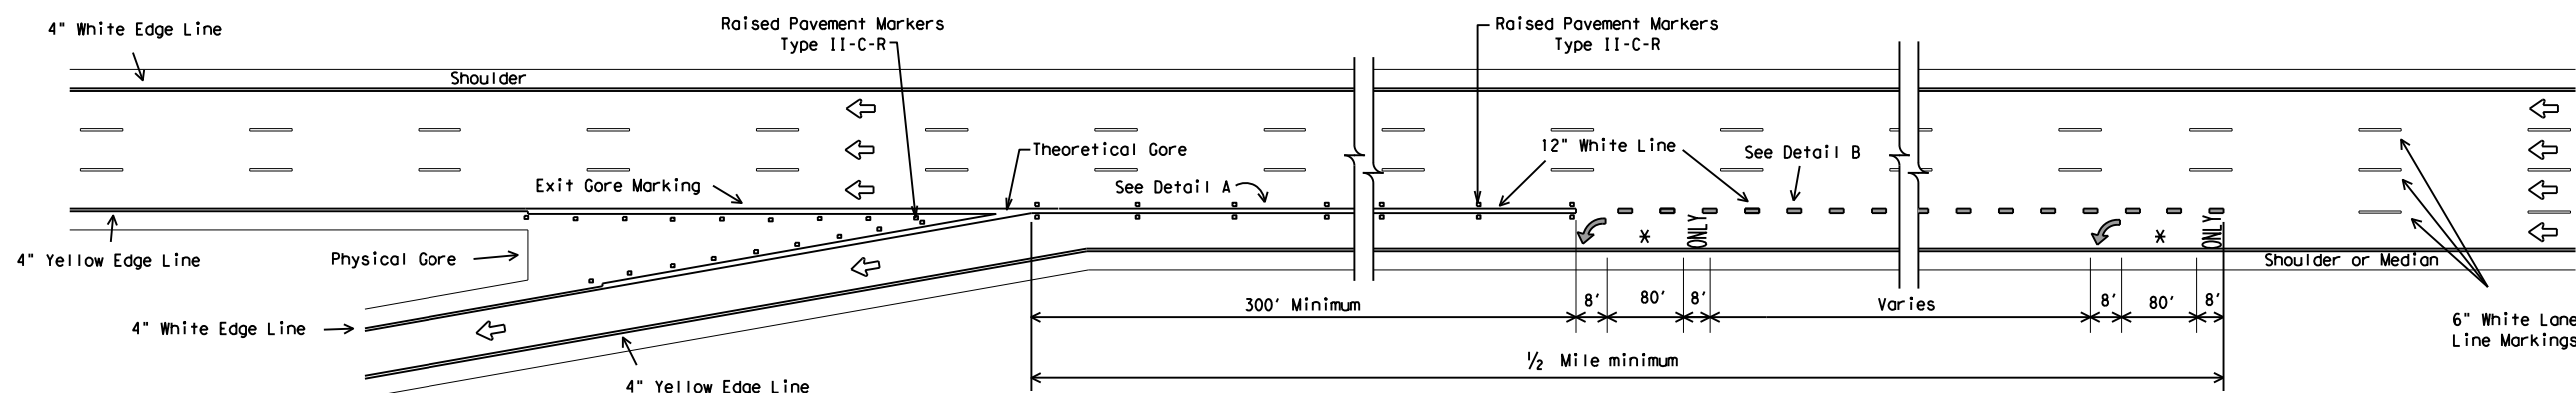 4" White Edge Line
Shoulder
Raised Pavement Markers
Type II-C-R
Raised Pavement Markers
Type II-C-R
Theoretical Gore
12" White Line
See Detail B
Exit Gore Marking
See Detail A
ONLY
*
ONLY
*
4" Yellow Edge Line
Physical Gore
Shoulder or Median
300' Minimum
8'
80'
8'
Varies
8'
80'
8'
4" White Edge Line
6" White Lane
Line Markings
½ Mile minimum
4" Yellow Edge Line